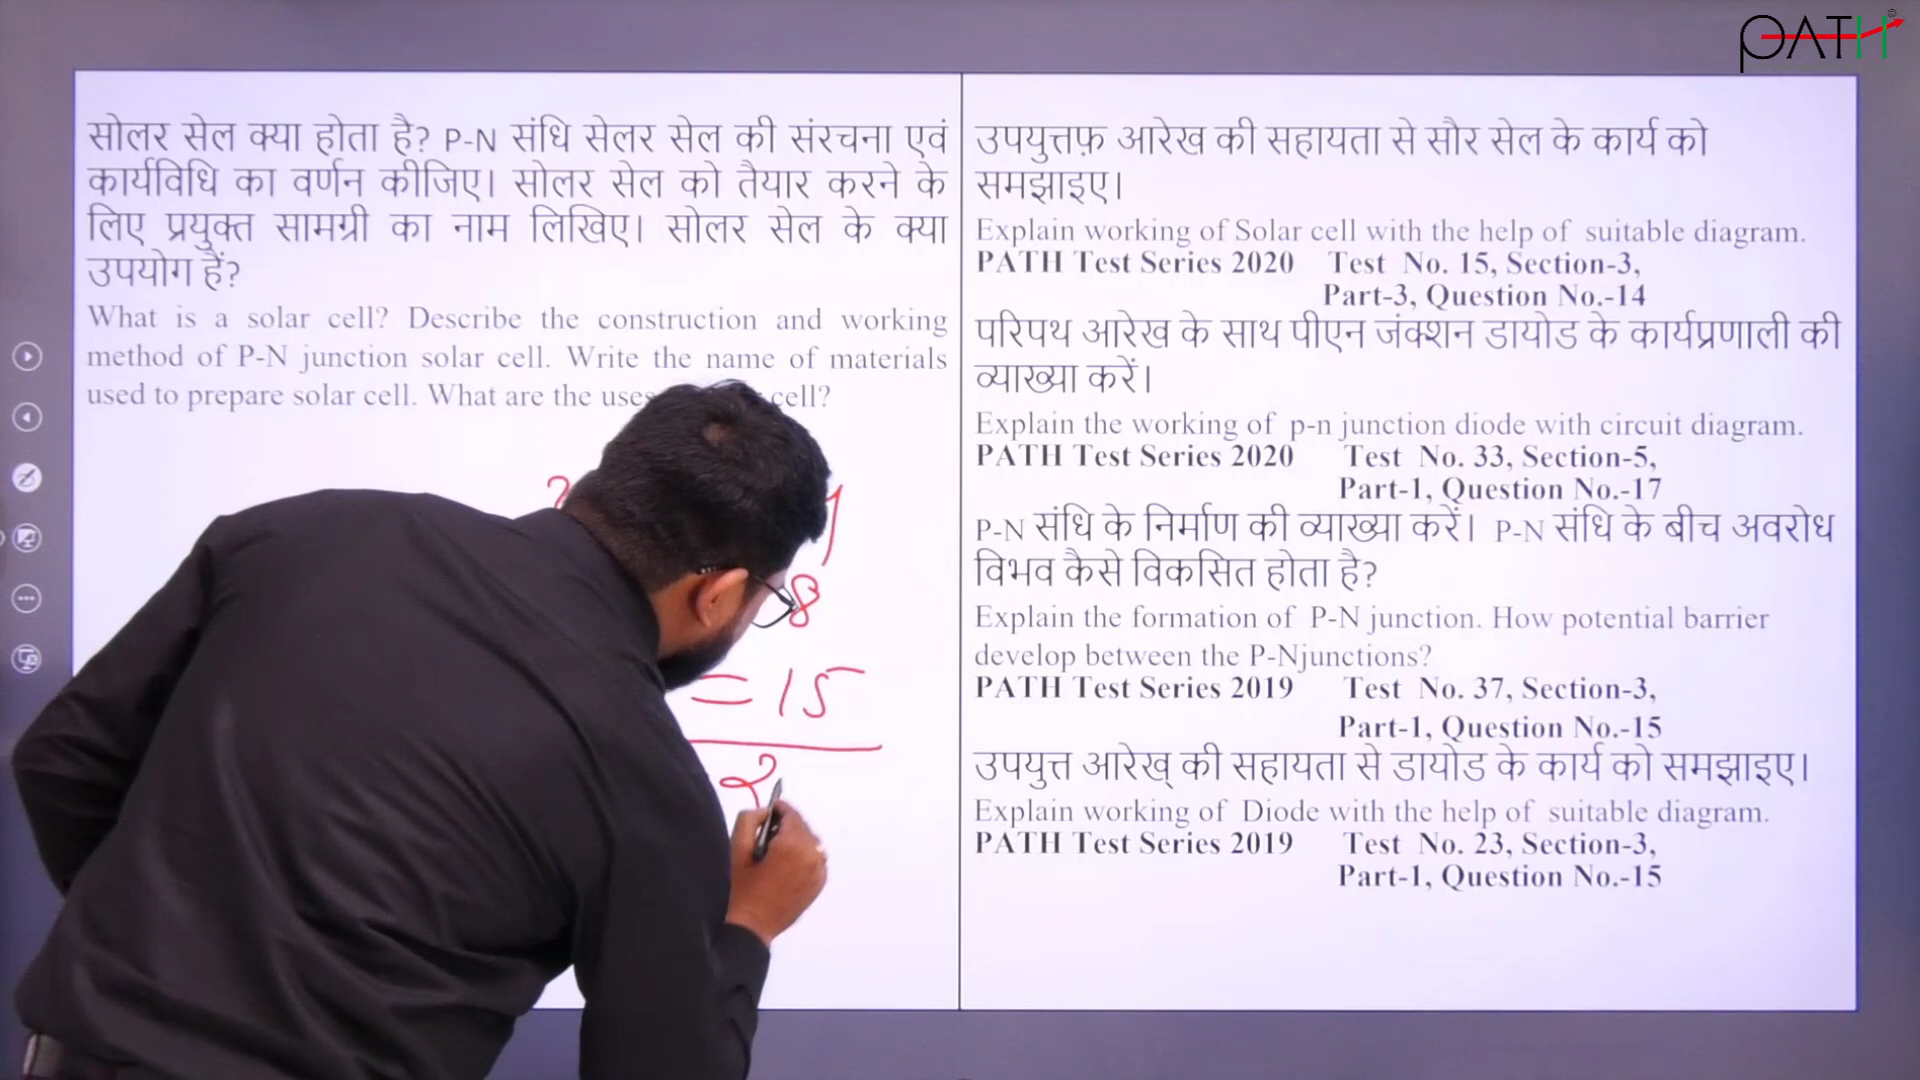 PATH
सोलर सेल क्या होता है? P-N संधि सेलर सेल की संरचना एवं
कार्यविधि का वर्णन कीजिए। सोलर सेल को तैयार करने के
लिए प्रयुक्त सामग्री का नाम लिखिए। सोलर सेल के क्या
उपयोग हैं?
What is a solar cell? Describe the construction and working
method of P-N junction solar cell. Write the name of materials
used to prepare solar cell. What are the uses cell?
8
= 15
2
उपयुत्तफ़ आरेख की सहायता से सौर सेल के कार्य को
समझाइए।
Explain working of Solar cell with the help of suitable diagram.
PATH Test Series 2020 Test No. 15, Section-3,
Part-3, Question No.-14
परिपथ आरेख के साथ पीएन जंक्शन डायोड के कार्यप्रणाली की
व्याख्या करें।
Explain the working of p-n junction diode with circuit diagram.
PATH Test Series 2020 Test No. 33, Section-5,
Part-1, Question No.-17
P-N संधि के निर्माण की व्याख्या करें। P-N संधि के बीच अवरोध
विभव कैसे विकसित होता है?
Explain the formation of P-N junction. How potential barrier
develop between the P-Njunctions?
PATH Test Series 2019 Test No. 37, Section-3,
Part-1, Question No.-15
उपयुत्त आरेख् की सहायता से डायोड के कार्य को समझाइए।
Explain working of Diode with the help of suitable diagram.
PATH Test Series 2019 Test No. 23, Section-3,
Part-1, Question No.-15